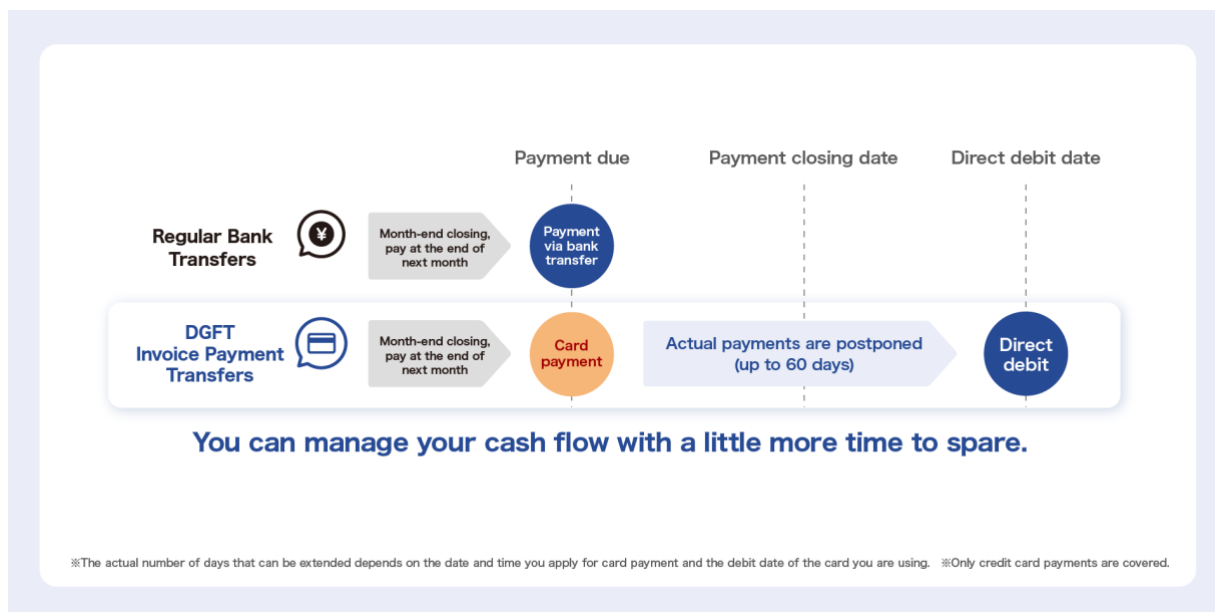 Payment due
Payment closing date
Direct debit date
Regular Bank
Transfers
¥
Month-end closing,
pay at the end of
next month
Payment
via bank
transfer
DGFT
Invoice Payment
Transfers
Month-end closing,
pay at the end of
next month
Card
payment
Actual payments are postponed
(up to 60 days)
Direct
debit
You can manage your cash flow with a little more time to spare.
※The actual number of days that can be extended depends on the date and time you apply for card payment and the debit date of the card you are using. ※Only credit card payments are covered.